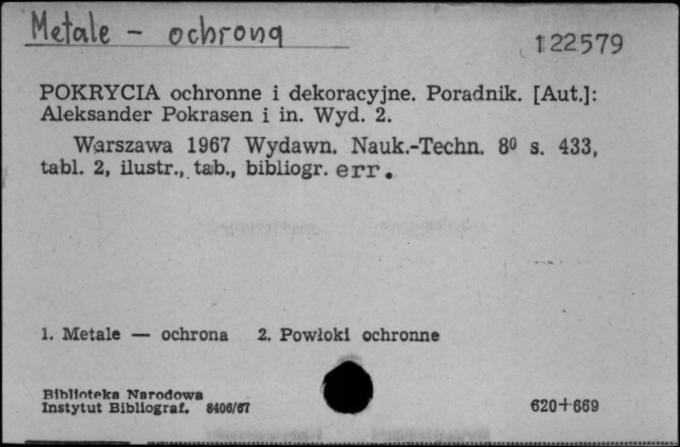 Metale - ochrona
122579
POKRYCIA ochronne i dekoracyjne. Poradnik. [Aut.]:
Aleksander Pokrasen i in. Wyd. 2.
Warszawa 1967 Wydawn. Nauk.-Techn. 8⁰ s. 433,
tabl. 2, ilustr., tab., bibliogr. err.
1. Metale — ochrona 2. Powłoki ochronne
Biblioteka Narodowa
Instytut Bibliograf. 8406/67
620+669